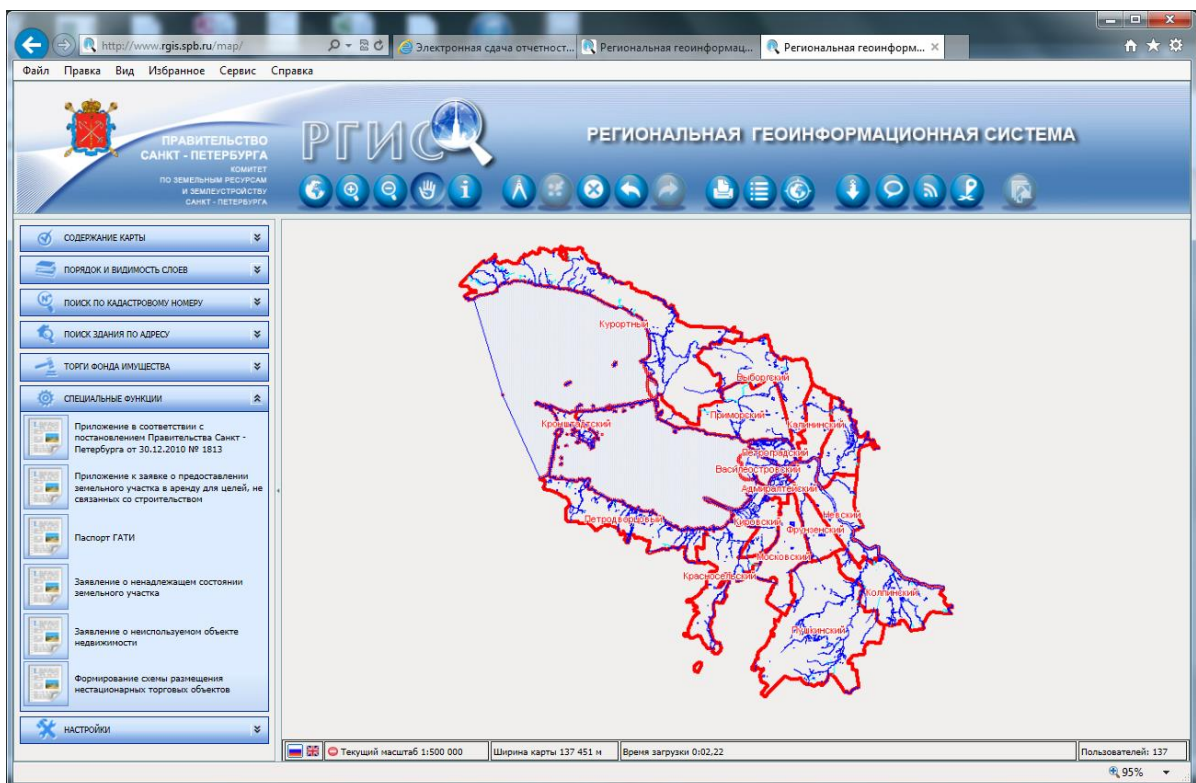 http://www.rgis.spb.ru/map/
Электронная сдача отчетност...
Региональная геоинформац...
Региональная геоинформ...
Файл Правка Вид Избранное Сервис Справка
ПРАВИТЕЛЬСТВО
САНКТ - ПЕТЕРБУРГА
КОМИТЕТ
ПО ЗЕМЕЛЬНЫМ РЕСУРСАМ
И ЗЕМЛЕУСТРОЙСТВУ
САНКТ - ПЕТЕРБУРГА
РГИС
РЕГИОНАЛЬНАЯ ГЕОИНФОРМАЦИОННАЯ СИСТЕМА
СОДЕРЖАНИЕ КАРТЫ
ПОРЯДОК И ВИДИМОСТЬ СЛОЕВ
ПОИСК ПО КАДАСТРОВОМУ НОМЕРУ
ПОИСК ЗДАНИЯ ПО АДРЕСУ
ТОРГИ ФОНДА ИМУЩЕСТВА
СПЕЦИАЛЬНЫЕ ФУНКЦИИ
Приложение в соответствии с
постановлением Правительства Санкт -
Петербурга от 30.12.2010 № 1813
Приложение к заявке о предоставлении
земельного участка в аренду для целей, не
связанных со строительством
Паспорт ГАТИ
Заявление о ненадлежащем состоянии
земельного участка
Заявление о неиспользуемом объекте
недвижимости
Формирование схемы размещения
нестационарных торговых объектов
НАСТРОЙКИ
Курортный
Выборгский
Приморский
Калининский
Кронштадтский
Петроградский
Василеостровский
Адмиралтейский
Петродворцовый
Кировский
Невский
Фрунзенский
Московский
Красносельский
Колпинский
Пушкинский
Текущий масштаб 1:500 000
Ширина карты 137 451 м
Время загрузки 0:02,22
Пользователей: 137
95%